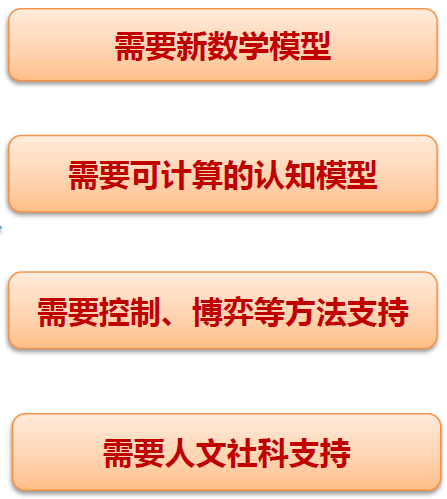 需要新数学模型
需要可计算的认知模型
需要控制、博弈等方法支持
需要人文社科支持